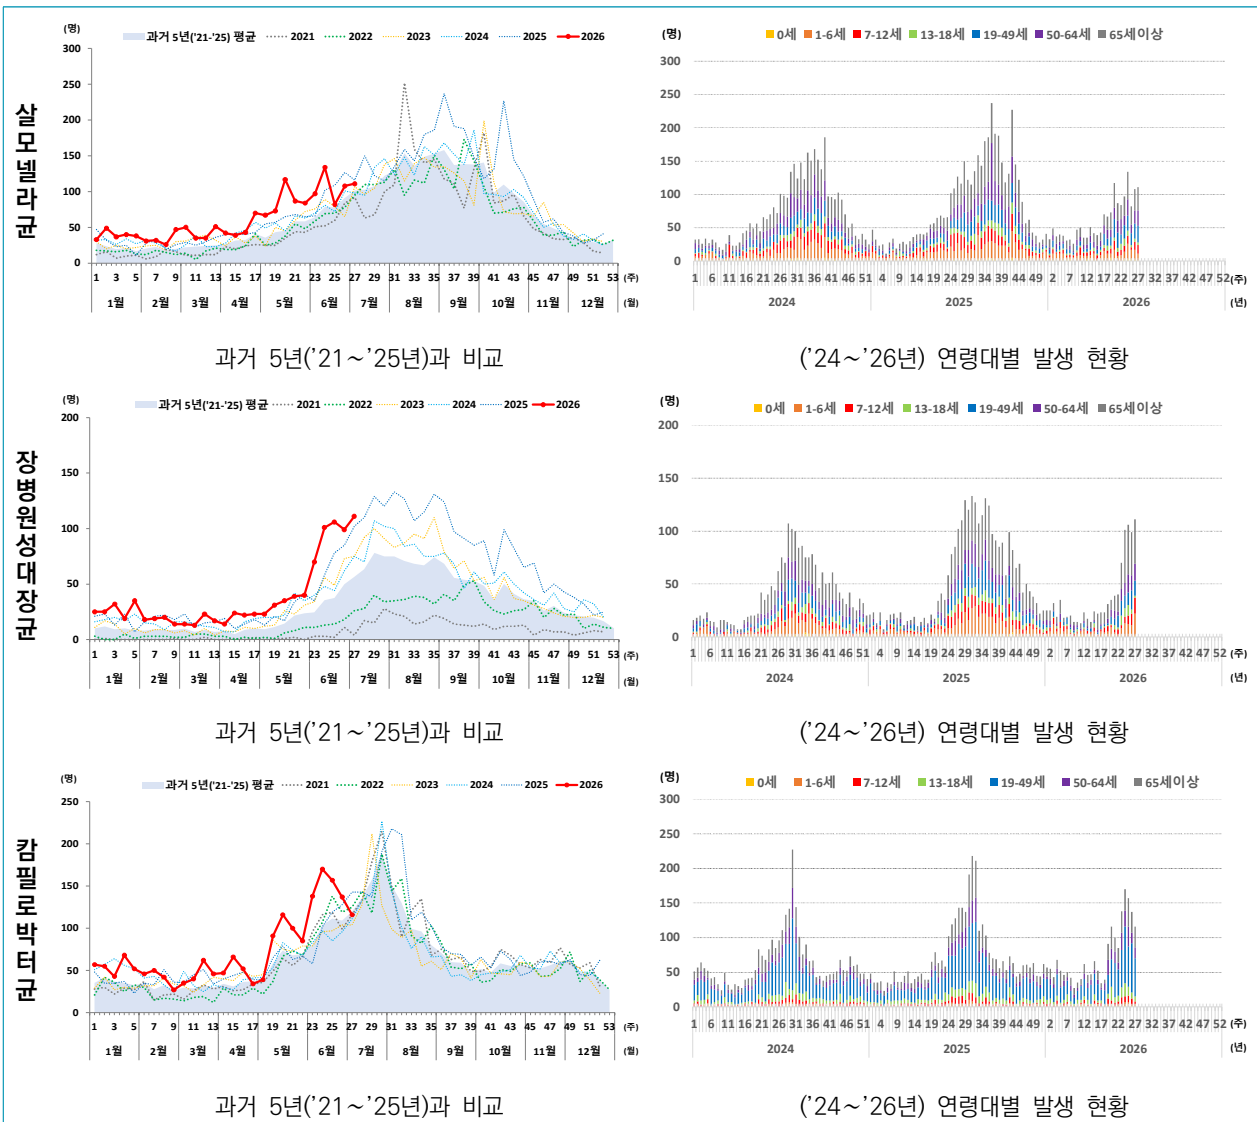 살모넬라균
(명)
과거 5년('21-'25) 평균 2021 2022 2023 2024 2025 2026
300
250
200
150
100
50
0
1 3 5 7 9 11 13 15 17 19 21 23 25 27 29 31 33 35 37 39 41 43 45 47 49 51 53 (주)
1월 2월 3월 4월 5월 6월 7월 8월 9월 10월 11월 12월 (월)
과거 5년('21~'25년)과 비교
(명)
0세 1-6세 7-12세 13-18세 19-49세 50-64세 65세이상
300
250
200
150
100
50
0
1 6 11 16 21 26 31 36 41 46 51 4 9 14 19 24 29 34 39 44 49 2 7 12 17 22 27 32 37 42 47 52 (주)
2024 2025 2026 (년)
('24~'26년) 연령대별 발생 현황
장병원성대장균
(명)
과거 5년('21-'25) 평균 2021 2022 2023 2024 2025 2026
200
150
100
50
0
1 3 5 7 9 11 13 15 17 19 21 23 25 27 29 31 33 35 37 39 41 43 45 47 49 51 53 (주)
1월 2월 3월 4월 5월 6월 7월 8월 9월 10월 11월 12월 (월)
과거 5년('21~'25년)과 비교
(명)
0세 1-6세 7-12세 13-18세 19-49세 50-64세 65세이상
200
150
100
50
0
1 6 11 16 21 26 31 36 41 46 51 4 9 14 19 24 29 34 39 44 49 2 7 12 17 22 27 32 37 42 47 52 (주)
2024 2025 2026 (년)
('24~'26년) 연령대별 발생 현황
캄필로박터균
(명)
과거 5년('21-'25) 평균 2021 2022 2023 2024 2025 2026
250
200
150
100
50
0
1 3 5 7 9 11 13 15 17 19 21 23 25 27 29 31 33 35 37 39 41 43 45 47 49 51 53 (주)
1월 2월 3월 4월 5월 6월 7월 8월 9월 10월 11월 12월 (월)
과거 5년('21~'25년)과 비교
(명)
0세 1-6세 7-12세 13-18세 19-49세 50-64세 65세이상
300
250
200
150
100
50
0
1 6 11 16 21 26 31 36 41 46 51 4 9 14 19 24 29 34 39 44 49 2 7 12 17 22 27 32 37 42 47 52 (주)
2024 2025 2026 (년)
('24~'26년) 연령대별 발생 현황